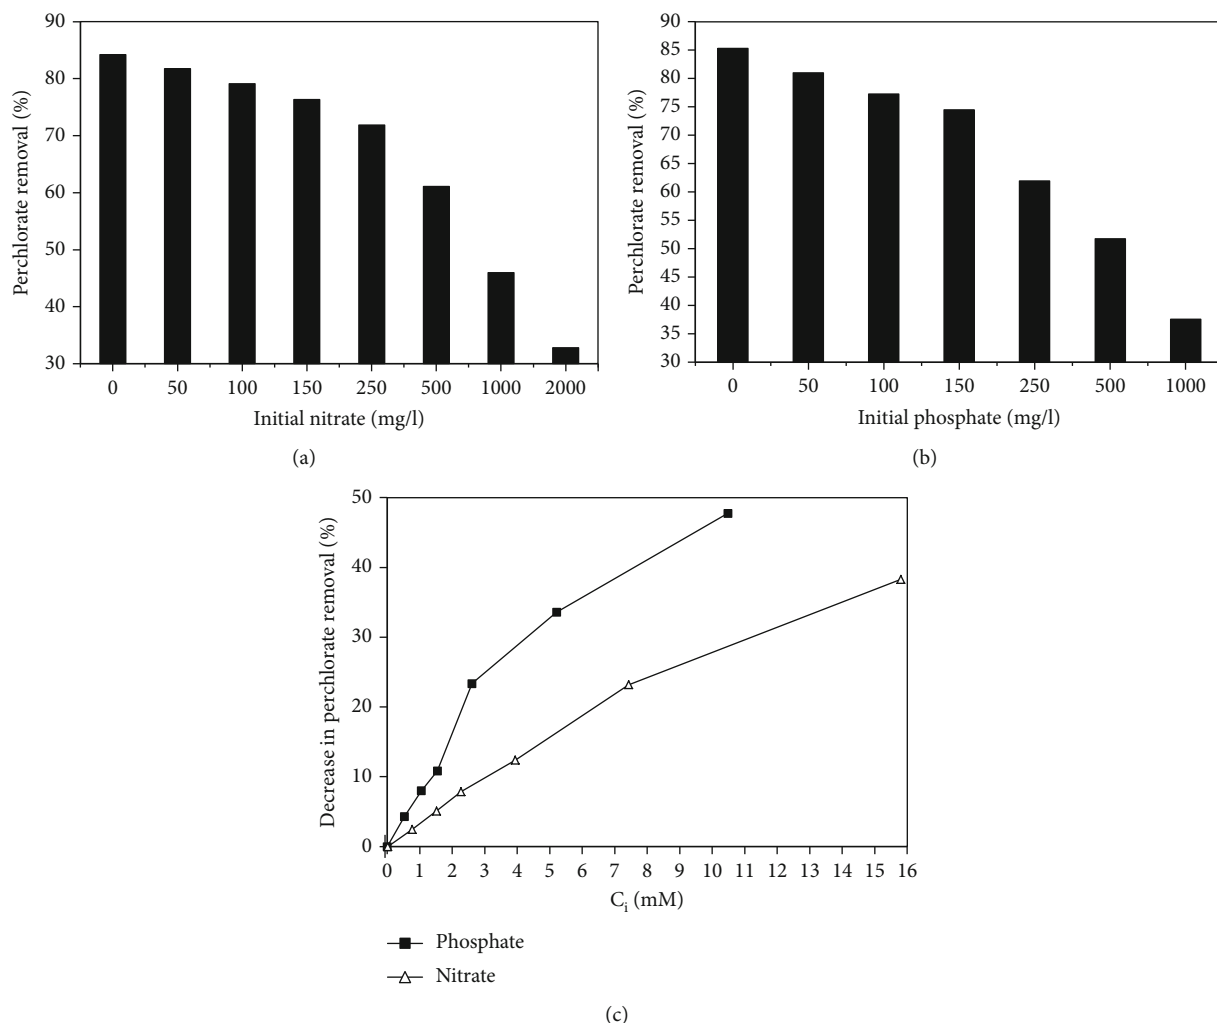 90
80
70
60
50
40
30
Perchlorate removal (%)
0 50 100 150 250 500 1000 2000
Initial nitrate (mg/l)
(a)
90
85
80
75
70
65
60
55
50
45
40
35
30
Perchlorate removal (%)
0 50 100 150 250 500 1000
Initial phosphate (mg/l)
(b)
50
40
30
20
10
0
Decrease in perchlorate removal (%)
0 1 2 3 4 5 6 7 8 9 10 11 12 13 14 15 16
Cᵢ (mM)
Phosphate
Nitrate
(c)